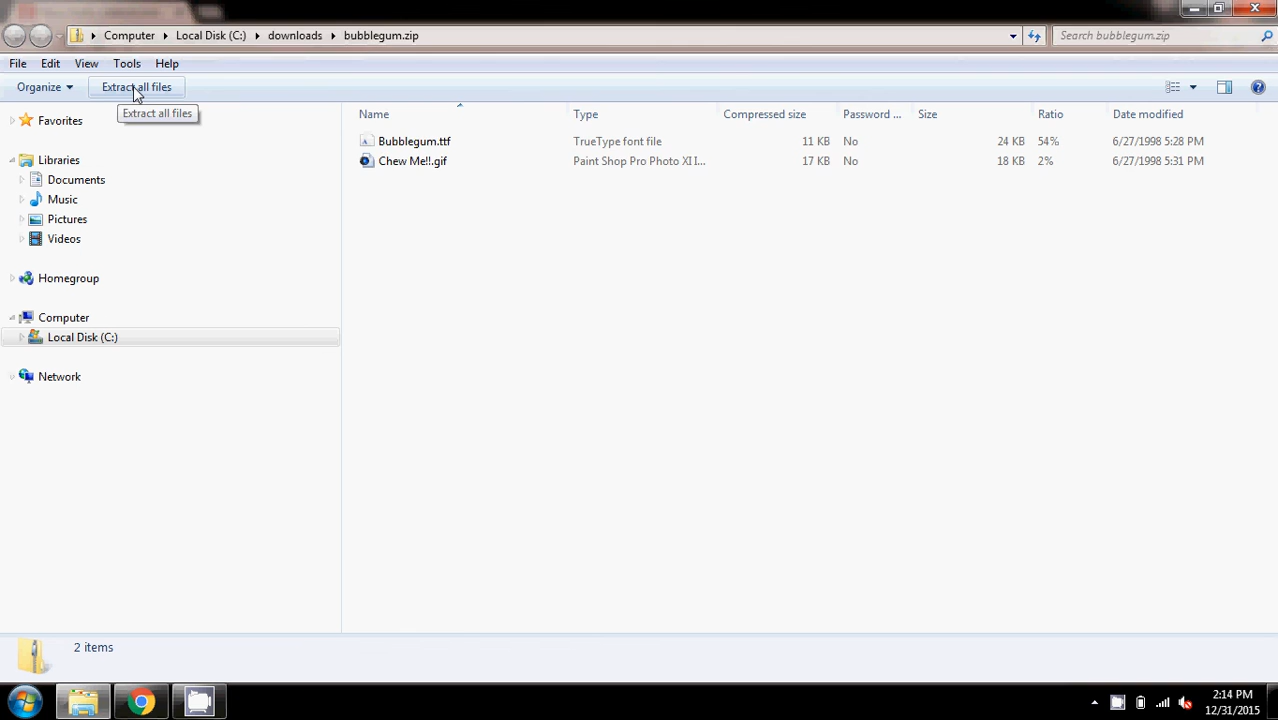 Computer Local Disk (C:) downloads bubblegum.zip Search bubblegum.zip
File Edit View Tools Help
Organize Extract all files
Extract all files
Favorites
Libraries
Documents
Music
Pictures
Videos
Homegroup
Computer
Local Disk (C:)
Network
Name Type Compressed size Password ... Size Ratio Date modified
Bubblegum.ttf TrueType font file 11 KB No 24 KB 54% 6/27/1998 5:28 PM
Chew Me!!.gif Paint Shop Pro Photo XI I... 17 KB No 18 KB 2% 6/27/1998 5:31 PM
2 items
2:14 PM
12/31/2015